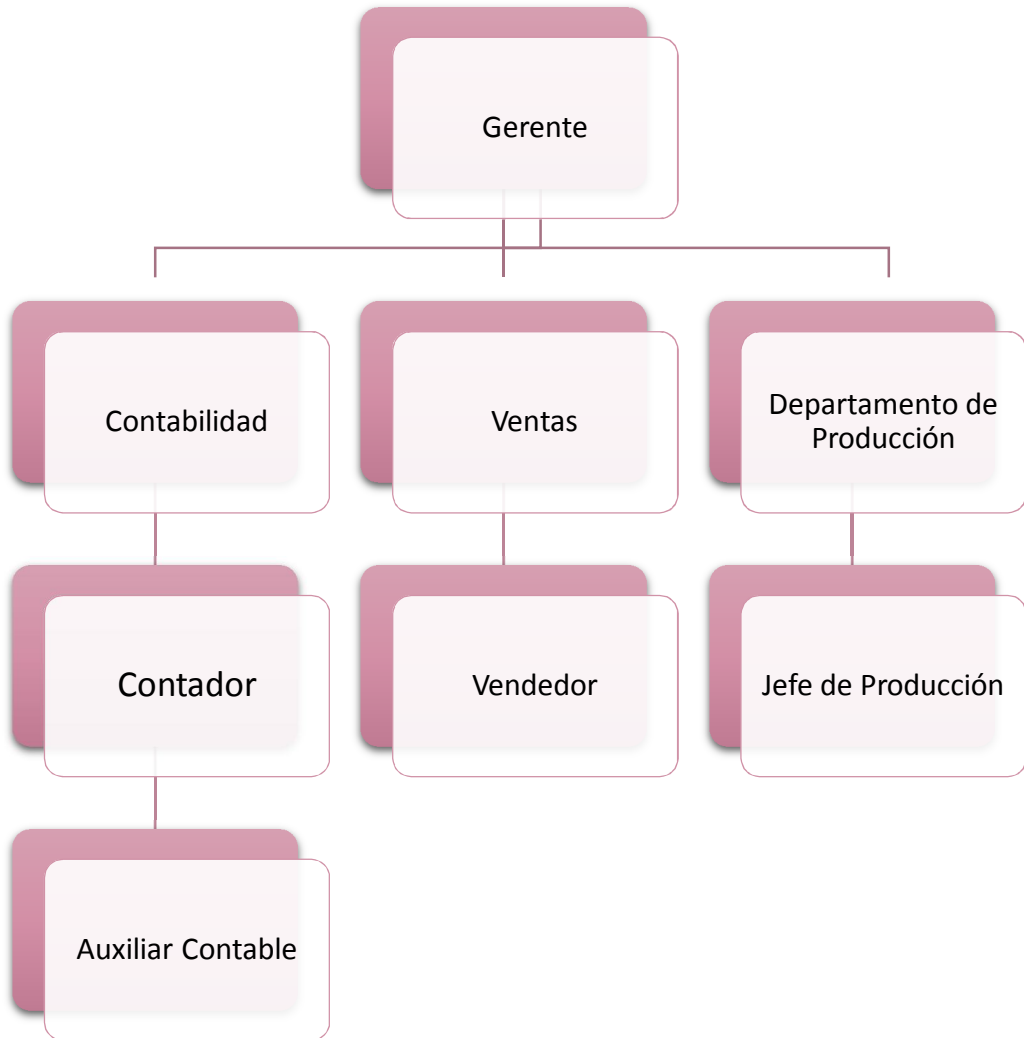 Gerente
Contabilidad
Ventas
Departamento de
Producción
Contador
Vendedor
Jefe de Producción
Auxiliar Contable